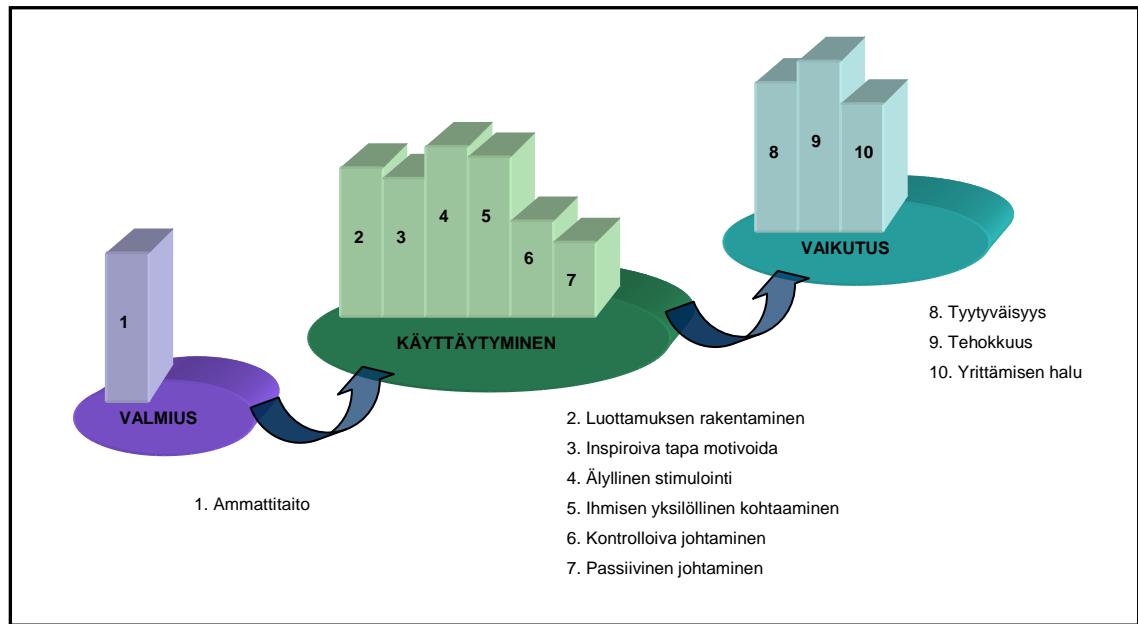 1
VALMIUS
1. Ammattitaito
2
3
4
5
6
7
KÄYTTÄYTYMINEN
2. Luottamuksen rakentaminen
3. Inspiroiva tapa motivoida
4. Älyllinen stimulointi
5. Ihmisen yksilöllinen kohtaaminen
6. Kontrolloiva johtaminen
7. Passiivinen johtaminen
8
9
10
VAIKUTUS
8. Tyytyväisyys
9. Tehokkuus
10. Yrittämisen halu